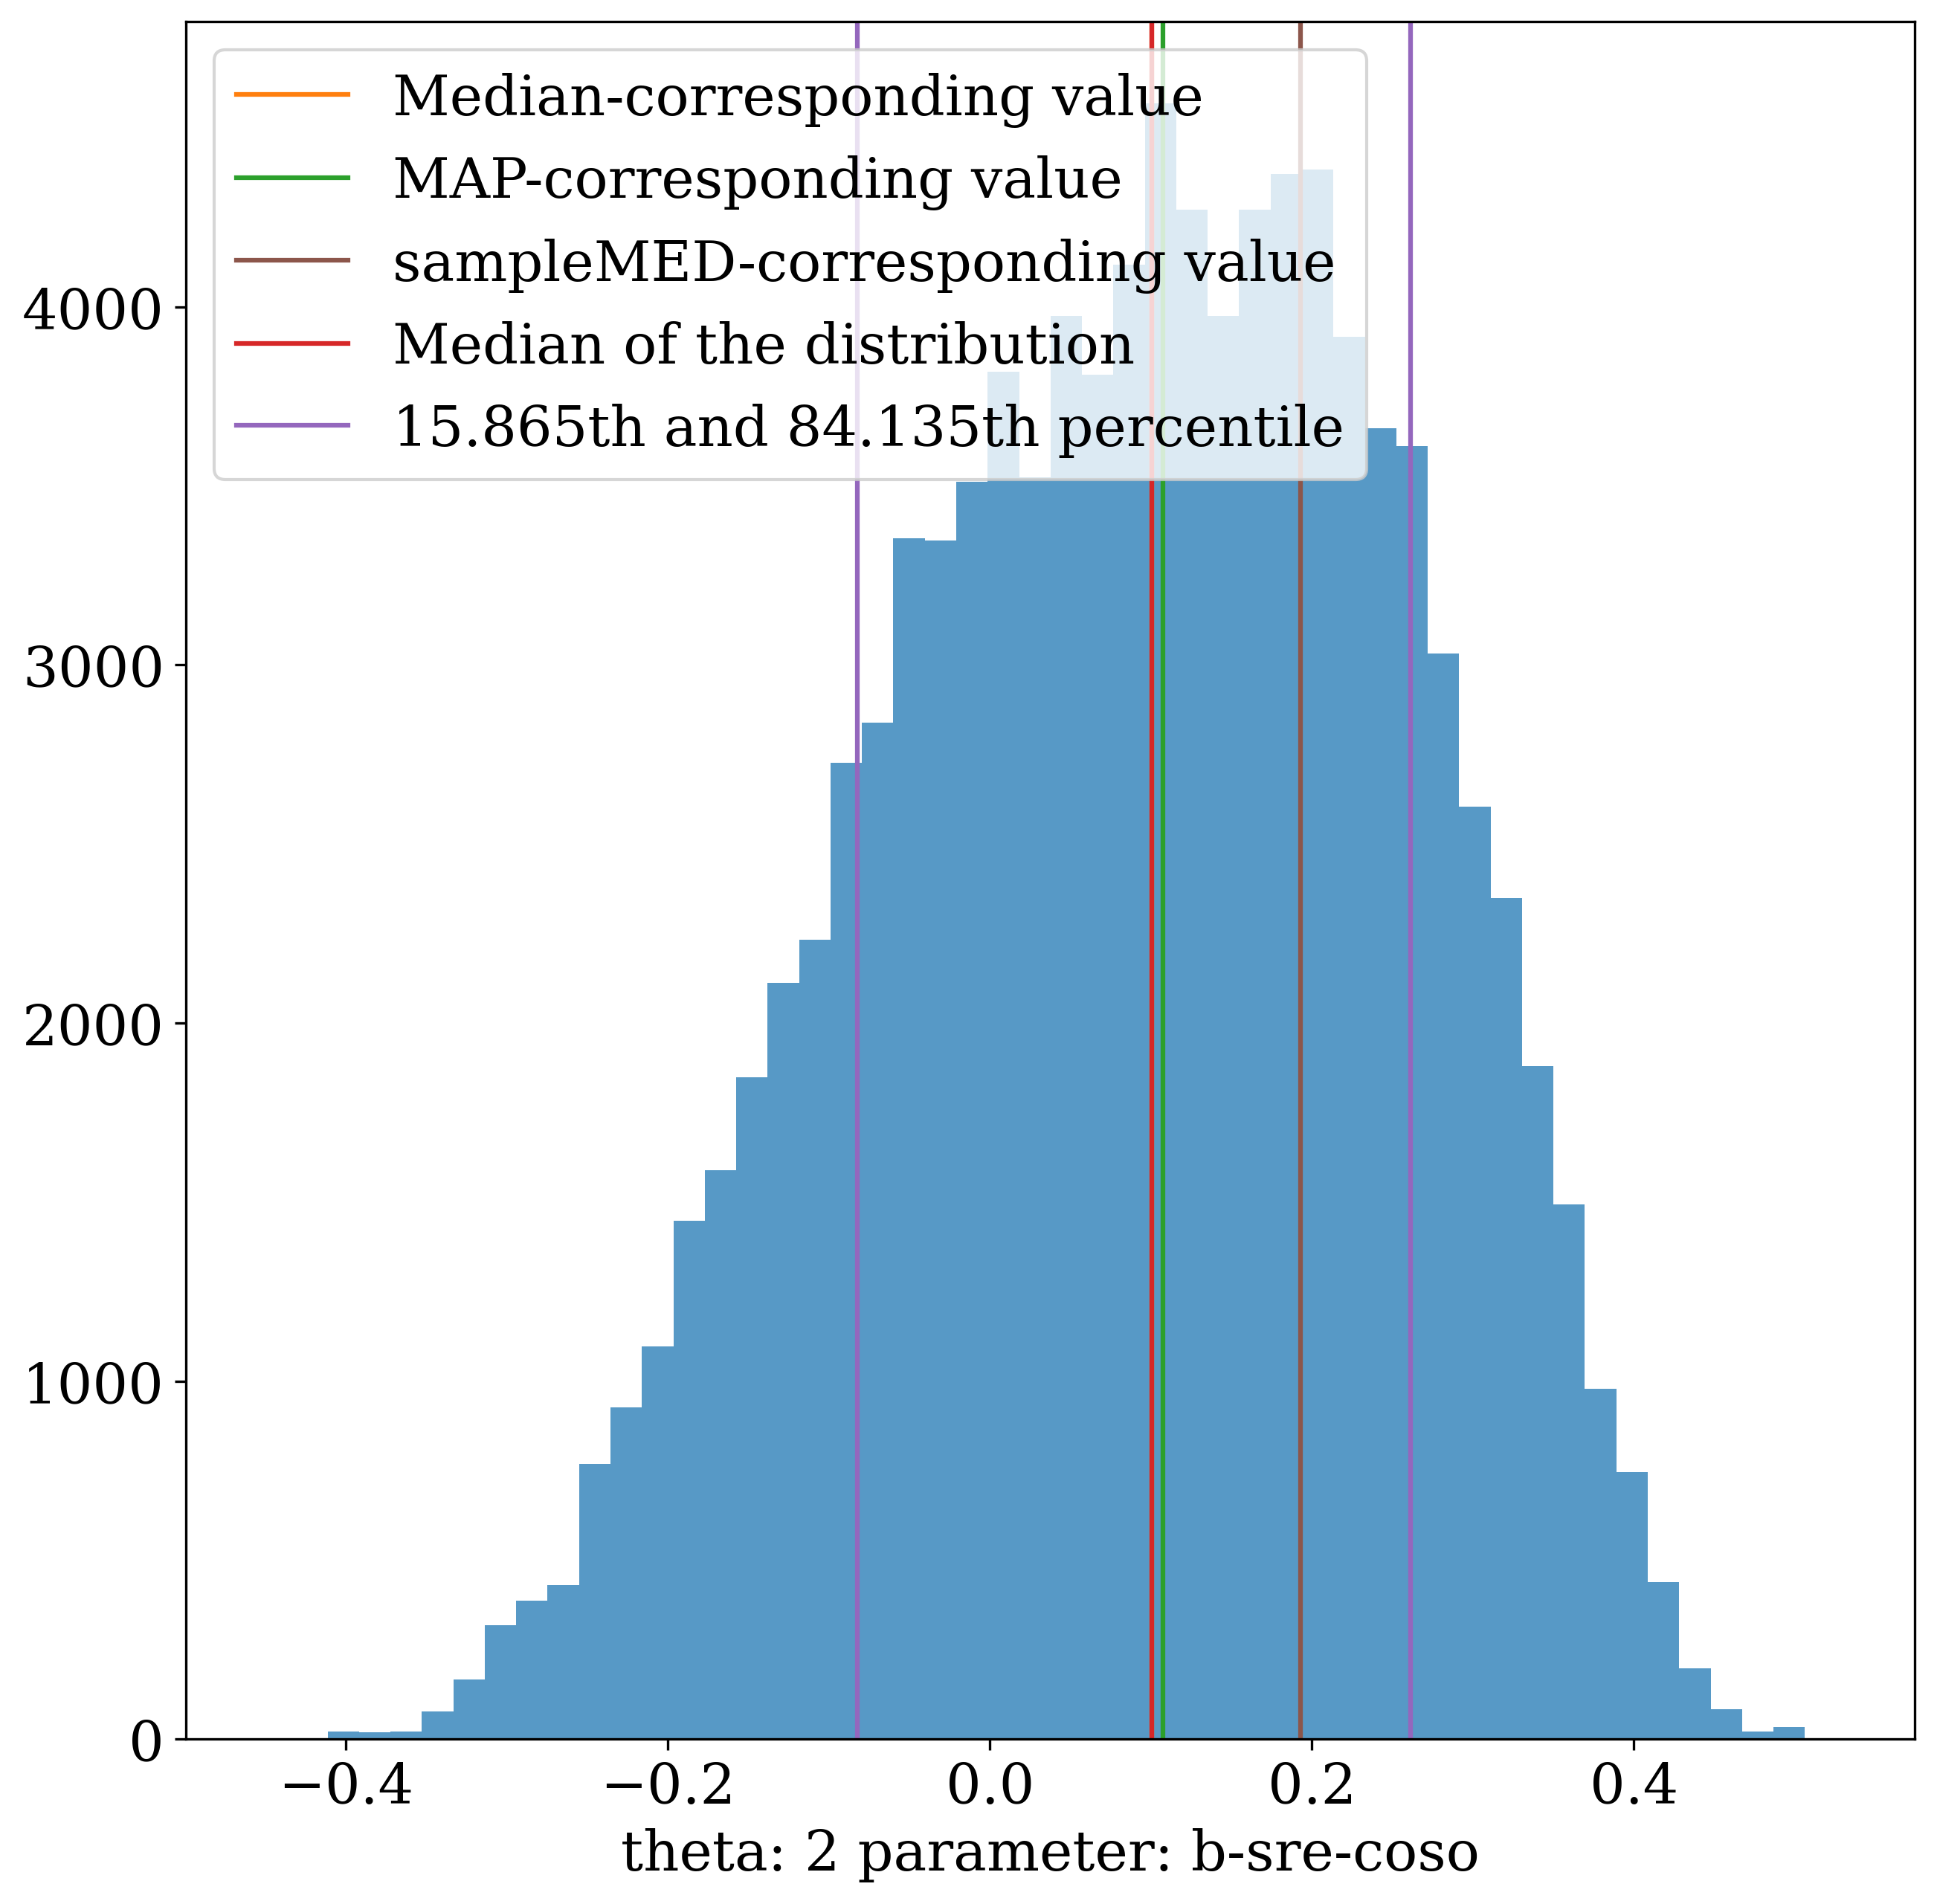 Median-corresponding value
MAP-corresponding value
sampleMED-corresponding value
Median of the distribution
15.865th and 84.135th percentile
4000
3000
2000
1000
0
−0.4 −0.2 0.0 0.2 0.4
theta: 2 parameter: b-sre-coso